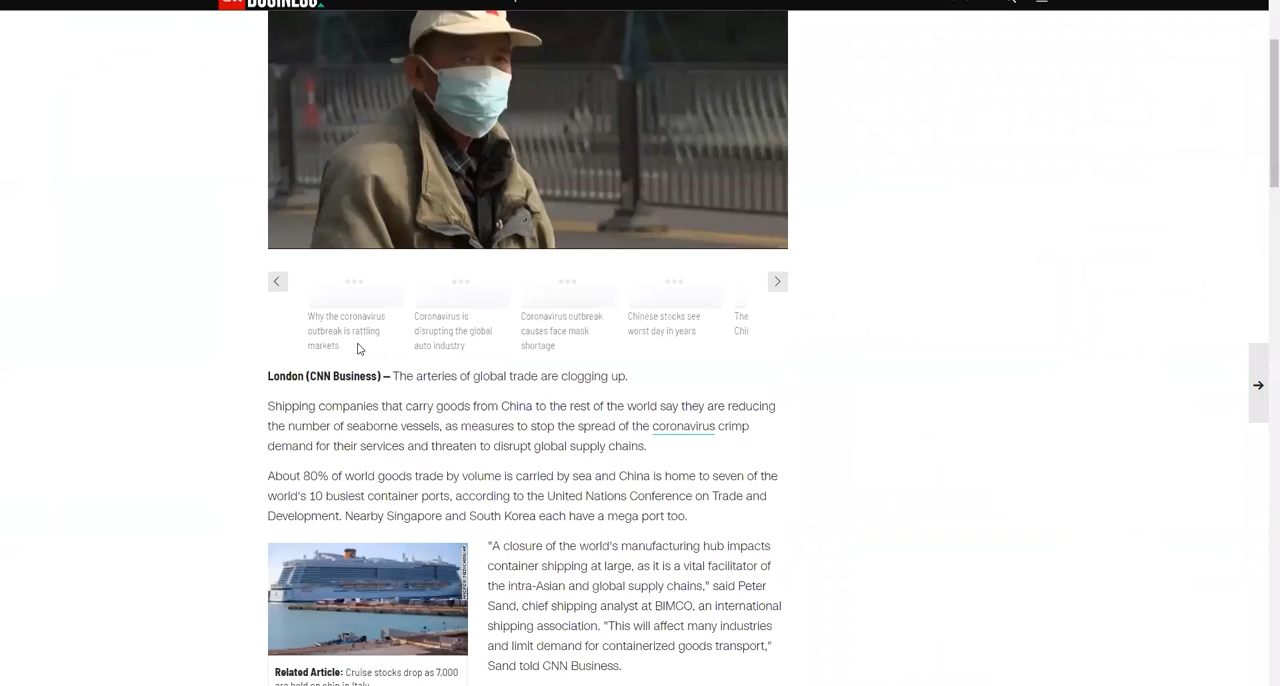 BUSINESS
Why the coronavirus
outbreak is rattling
markets
Coronavirus is
disrupting the global
auto industry
Coronavirus outbreak
causes face mask
shortage
Chinese stocks see
worst day in years
The
Chi
London (CNN Business) — The arteries of global trade are clogging up.
Shipping companies that carry goods from China to the rest of the world say they are reducing
the number of seaborne vessels, as measures to stop the spread of the coronavirus crimp
demand for their services and threaten to disrupt global supply chains.
About 80% of world goods trade by volume is carried by sea and China is home to seven of the
world's 10 busiest container ports, according to the United Nations Conference on Trade and
Development. Nearby Singapore and South Korea each have a mega port too.
"A closure of the world's manufacturing hub impacts
container shipping at large, as it is a vital facilitator of
the intra-Asian and global supply chains," said Peter
Sand, chief shipping analyst at BIMCO, an international
shipping association. "This will affect many industries
and limit demand for containerized goods transport,"
Sand told CNN Business.
Related Article: Cruise stocks drop as 7,000
are held on ship in Italy